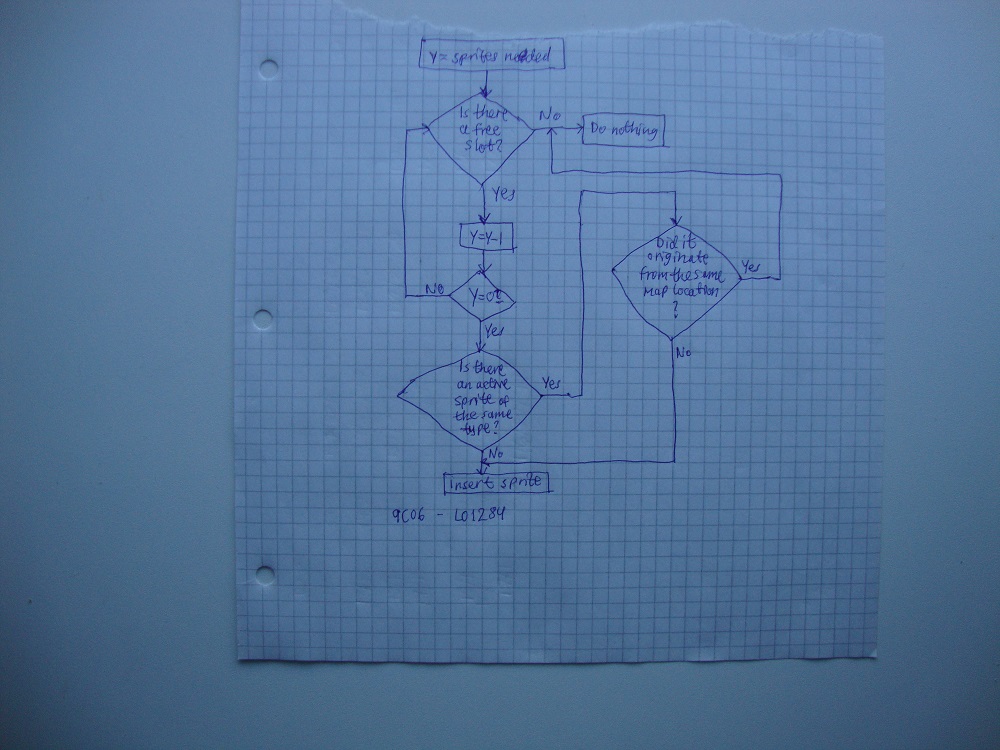 Y = sprites needed
Is there
a free
slot?
No
Do nothing
Yes
Y=Y-1
No
Y=0?
Yes
Is there
an active
sprite of
the same
type?
Yes
Did it
originate
from the same
map location
?
Yes
No
No
Insert sprite
9C06 - L01284